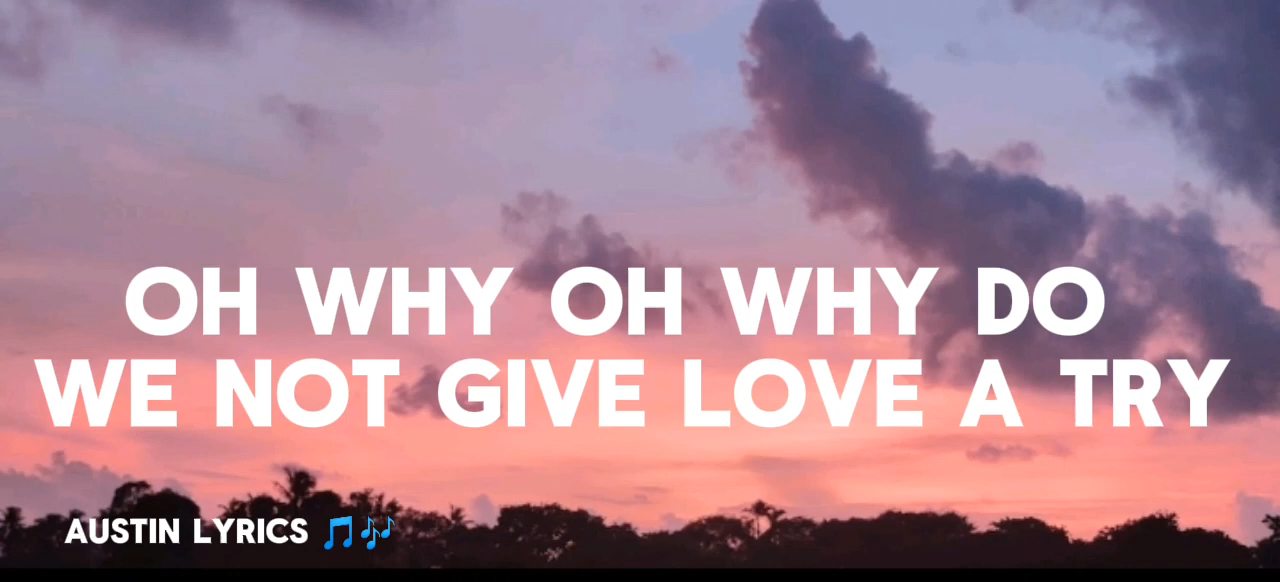 OH WHY OH WHY DO
WE NOT GIVE LOVE A TRY
AUSTIN LYRICS 🎵🎶